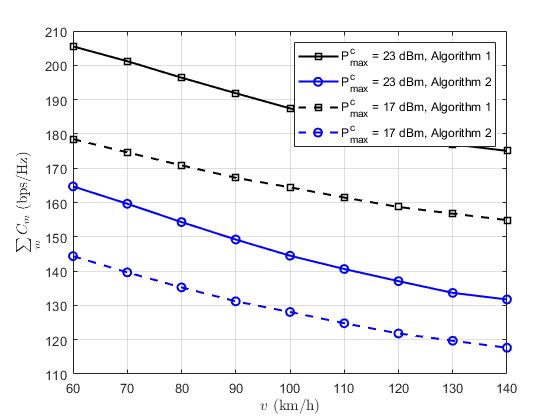 210
200
190
180
170
160
150
140
130
120
110
60 70 80 90 100 110 120 130 140
v (km/h)
∑_m C_m (bps/Hz)
P^c_max = 23 dBm, Algorithm 1
P^c_max = 23 dBm, Algorithm 2
P^c_max = 17 dBm, Algorithm 1
P^c_max = 17 dBm, Algorithm 2